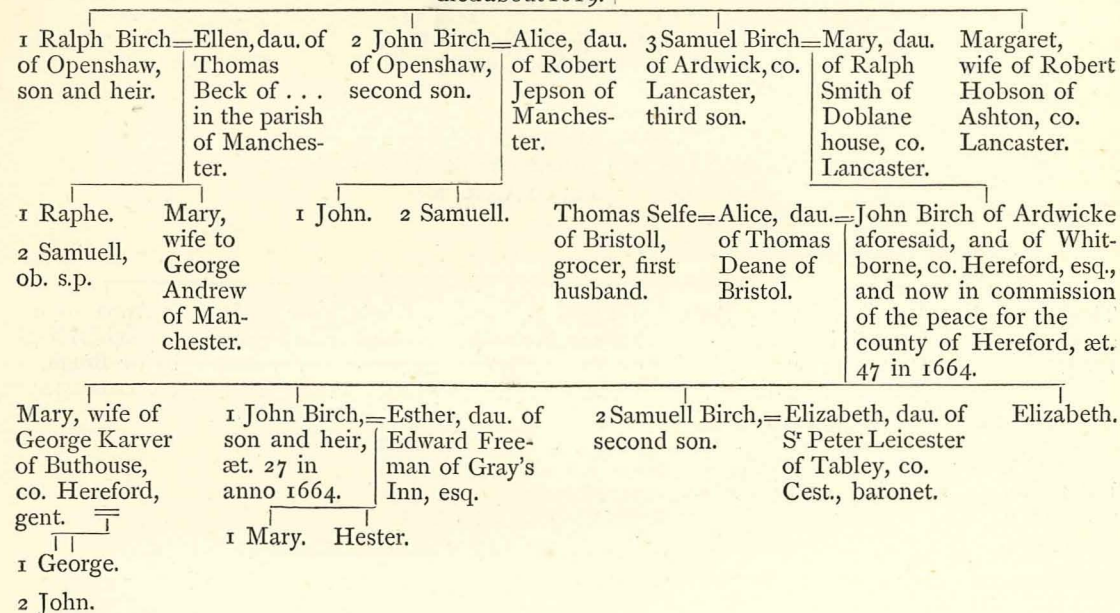 1 Ralph Birch=Ellen, dau. of
of Openshaw, Thomas
son and heir. Beck of . . .
in the parish
of Manches-
ter.
2 John Birch=Alice, dau.
of Openshaw, of Robert
second son. Jepson of
Manches-
ter.
3 Samuel Birch=Mary, dau.
of Ardwick, co. of Ralph
Lancaster, Smith of
third son. Doblane
house, co.
Lancaster.
Margaret,
wife of Robert
Hobson of
Ashton, co.
Lancaster.
1 Raphe.
2 Samuell,
ob. s.p.
Mary,
wife to
George
Andrew
of Man-
chester.
1 John. 2 Samuell.
Thomas Selfe=Alice, dau.=John Birch of Ardwicke
of Bristoll, of Thomas aforesaid, and of Whit-
grocer, first Deane of borne, co. Hereford, esq.,
husband. Bristol. and now in commission
of the peace for the
county of Hereford, æt.
47 in 1664.
Mary, wife of
George Karver
of Buthouse,
co. Hereford,
gent.
1 George.
2 John.
1 John Birch,=Esther, dau. of
son and heir, Edward Free-
æt. 27 in man of Gray's
anno 1664. Inn, esq.
1 Mary. Hester.
2 Samuell Birch,=Elizabeth, dau. of
second son. Sr Peter Leicester
of Tabley, co.
Cest., baronet.
Elizabeth.